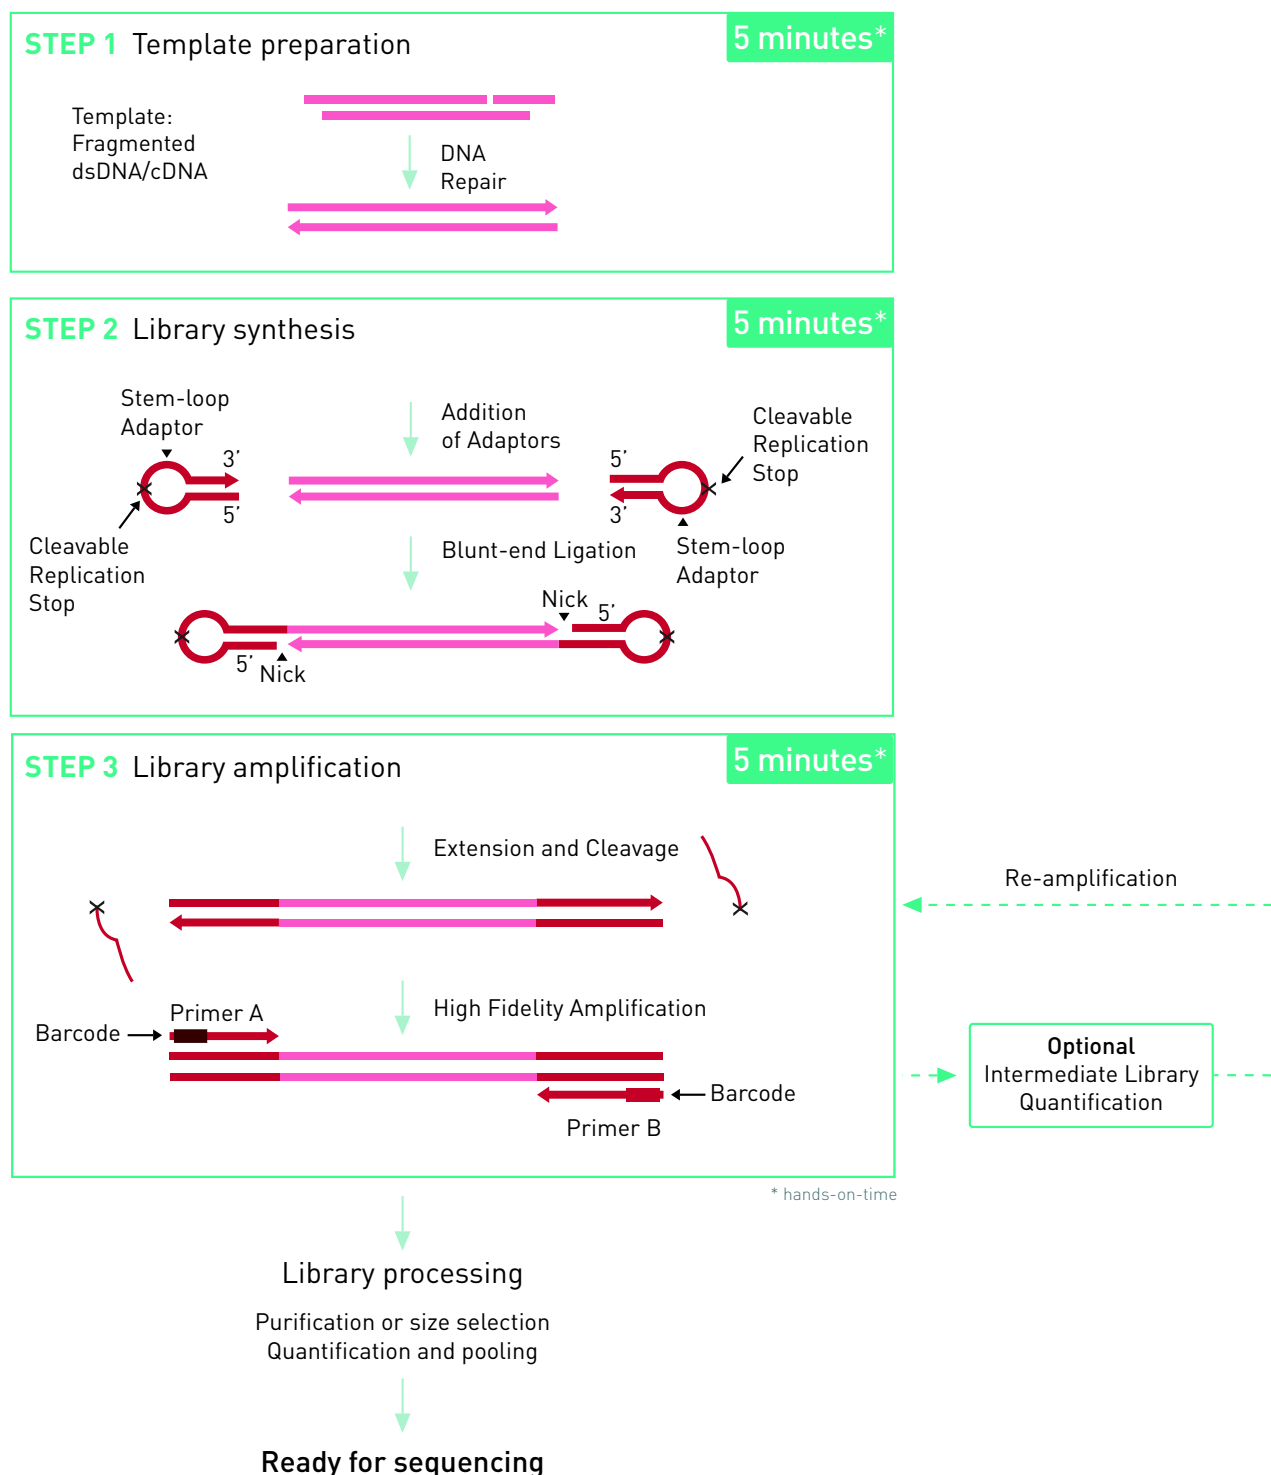 STEP 1 Template preparation
5 minutes*
Template:
Fragmented
dsDNA/cDNA
DNA
Repair
STEP 2 Library synthesis
5 minutes*
Stem-loop
Adaptor
Addition
of Adaptors
Cleavable
Replication
Stop
3’
5’
5’
3’
Cleavable
Replication
Stop
Blunt-end Ligation
Stem-loop
Adaptor
Nick
5’
5’
Nick
STEP 3 Library amplification
5 minutes*
Extension and Cleavage
Re-amplification
High Fidelity Amplification
Primer A
Barcode
Barcode
Primer B
Optional
Intermediate Library
Quantification
* hands-on-time
Library processing
Purification or size selection
Quantification and pooling
Ready for sequencing